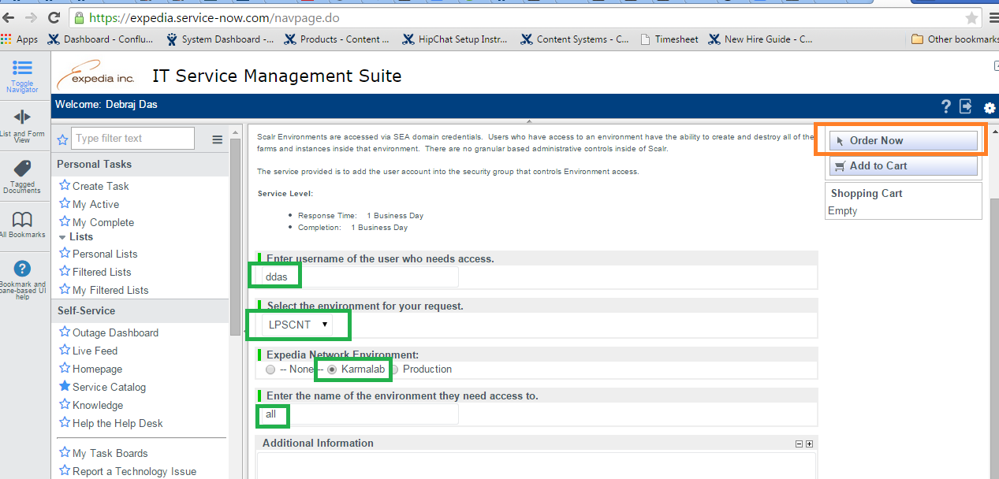 https://expedia.service-now.com/navpage.do
Apps
Dashboard - Conflu...
System Dashboard -...
Products - Content ...
HipChat Setup Instr...
Content Systems - C...
Timesheet
New Hire Guide - C...
Other bookmarks
Toggle
Navigator
List and Form
View
Tagged
Documents
All Bookmarks
Bookmark and
pane-based UI
help
Expedia inc.
IT Service Management Suite
Welcome: Debraj Das
Type filter text
Personal Tasks
Create Task
My Active
My Complete
Lists
Personal Lists
Filtered Lists
My Filtered Lists
Self-Service
Outage Dashboard
Live Feed
Homepage
Service Catalog
Knowledge
Help the Help Desk
My Task Boards
Report a Technology Issue
Scalr Environments are accessed via SEA domain credentials. Users who have access to an environment have the ability to create and destroy all of the
farms and instances inside that environment. There are no granular based administrative controls inside of Scalr.
The service provided is to add the user account into the security group that controls Environment access.
Service Level:
Response Time: 1 Business Day
Completion: 1 Business Day
Enter username of the user who needs access.
ddas
Select the environment for your request.
LPSCNT
Expedia Network Environment:
-- None --
Karmalab
Production
Enter the name of the environment they need access to.
all
Additional Information
Order Now
Add to Cart
Shopping Cart
Empty